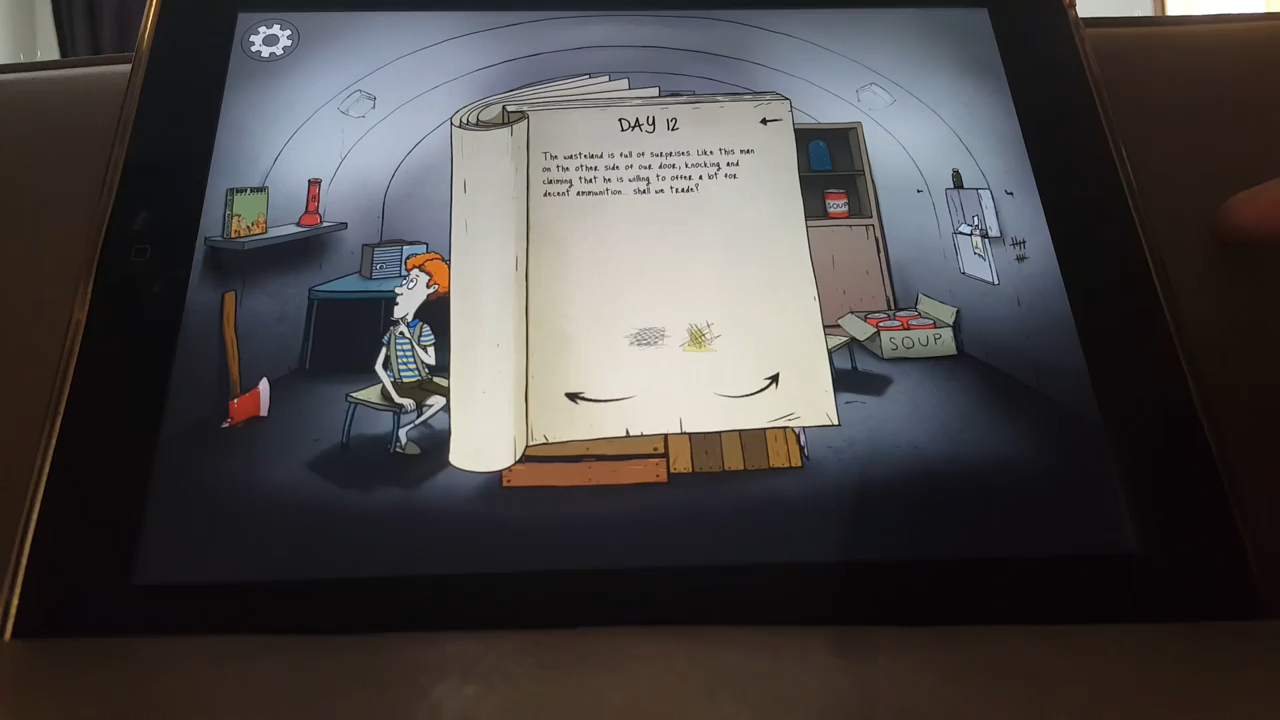 DAY 12
The wasteland is full of surprises. Like this man
on the other side of our door, knocking and
claiming that he is willing to offer a lot for
decent ammunition... shall we trade?
BOY SCOUT
SOUP
SOUP